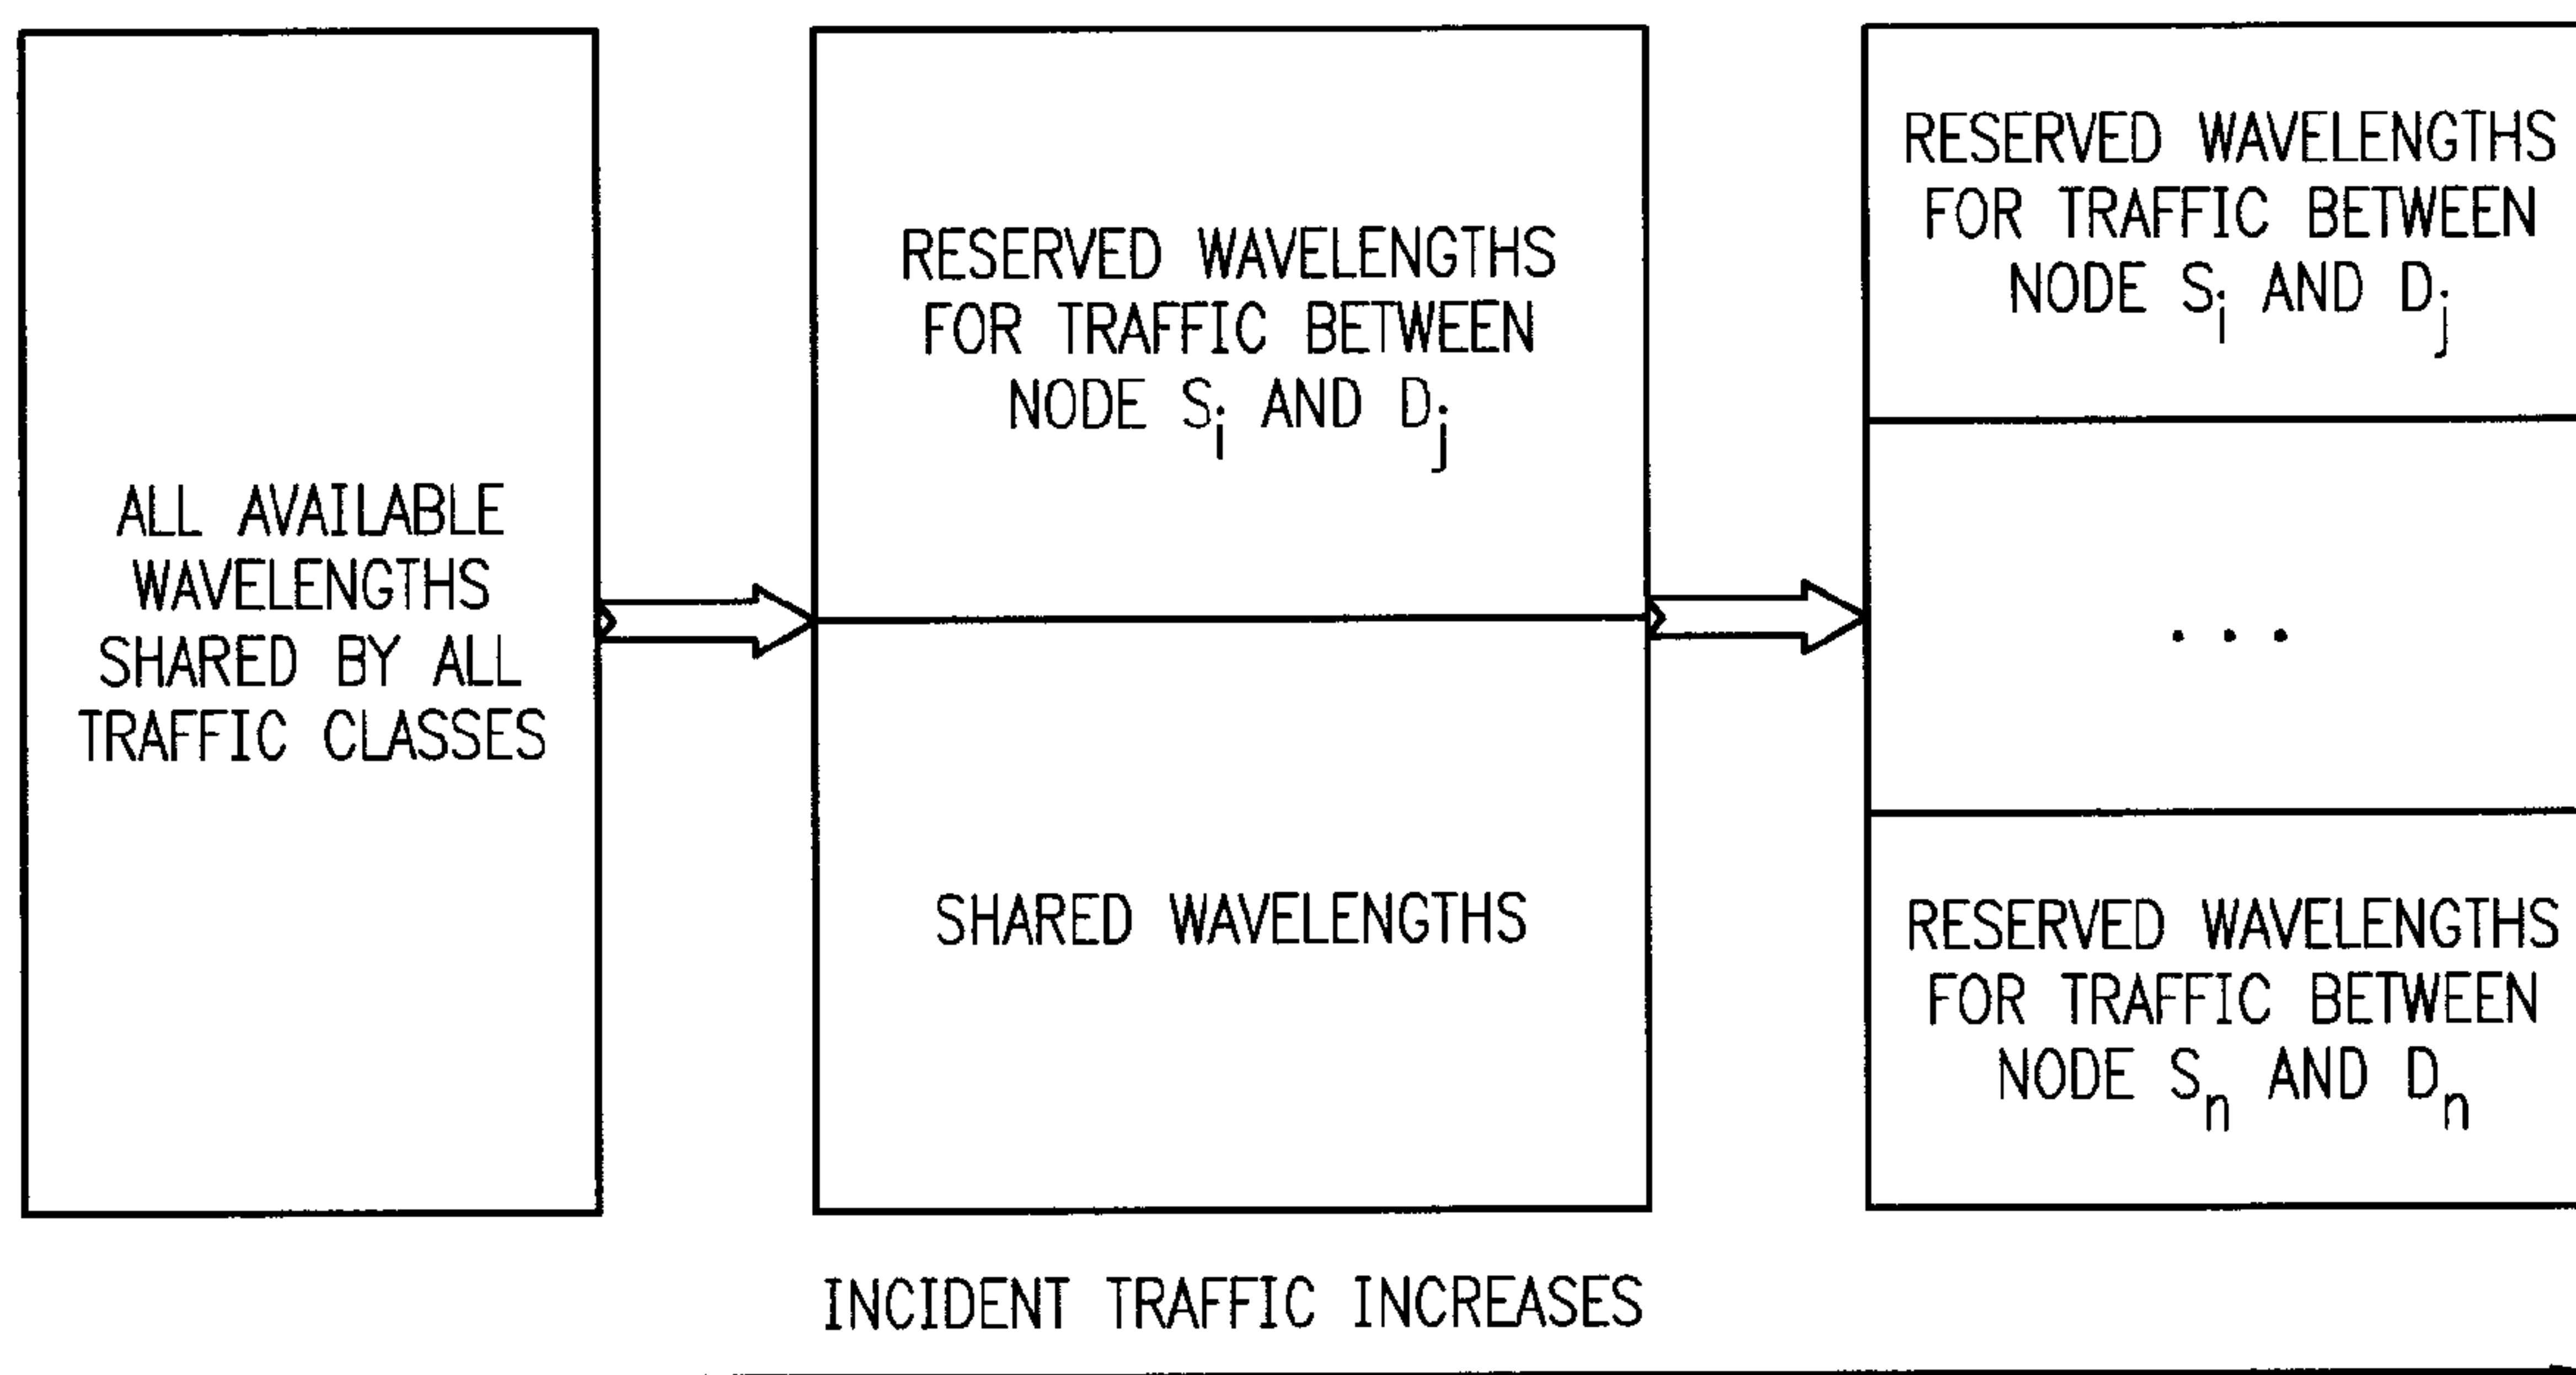 ALL AVAILABLE
WAVELENGTHS
SHARED BY ALL
TRAFFIC CLASSES
RESERVED WAVELENGTHS
FOR TRAFFIC BETWEEN
NODE Si AND Dj
SHARED WAVELENGTHS
RESERVED WAVELENGTHS
FOR TRAFFIC BETWEEN
NODE Si AND Dj
. . .
RESERVED WAVELENGTHS
FOR TRAFFIC BETWEEN
NODE Sn AND Dn
INCIDENT TRAFFIC INCREASES